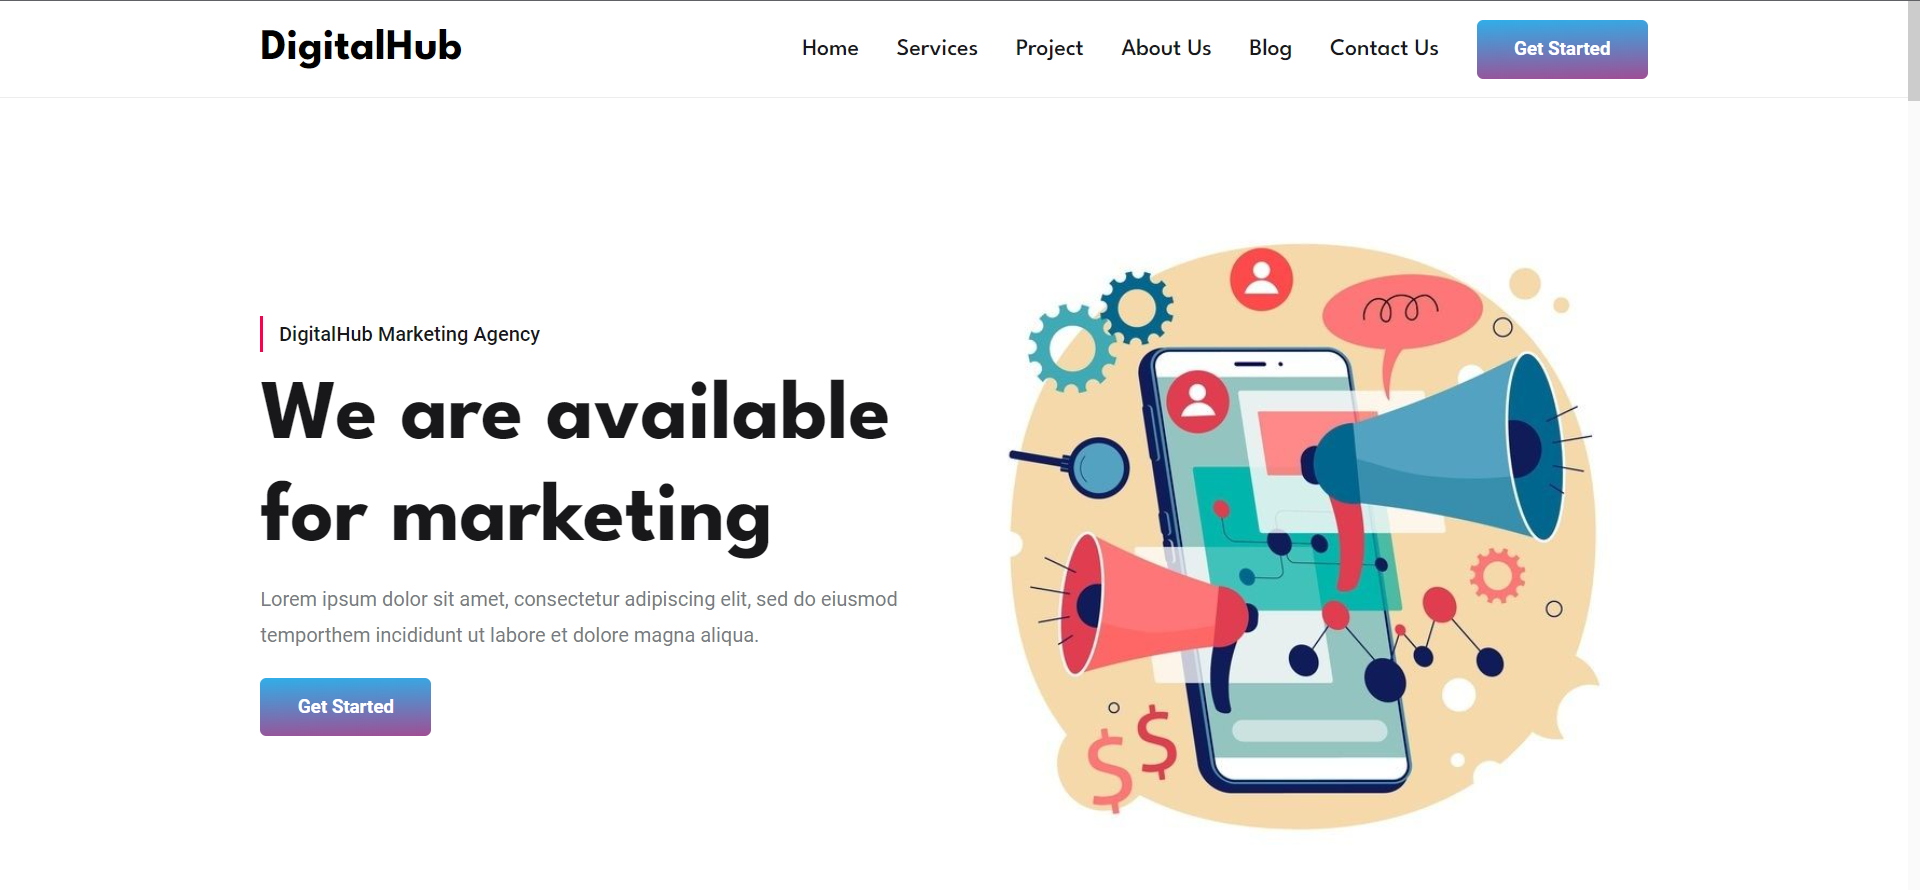 DigitalHub
Home Services Project About Us Blog Contact Us Get Started
DigitalHub Marketing Agency
We are available
for marketing
Lorem ipsum dolor sit amet, consectetur adipiscing elit, sed do eiusmod
temporthem incididunt ut labore et dolore magna aliqua.
Get Started
$ $